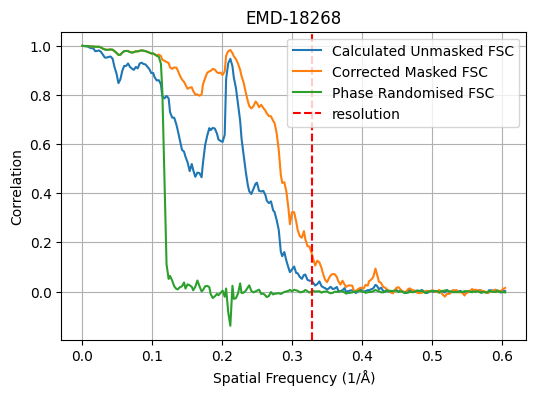 EMD-18268
Calculated Unmasked FSC
Corrected Masked FSC
Phase Randomised FSC
resolution
Correlation
1.0
0.8
0.6
0.4
0.2
0.0
0.0 0.1 0.2 0.3 0.4 0.5 0.6
Spatial Frequency (1/Å)